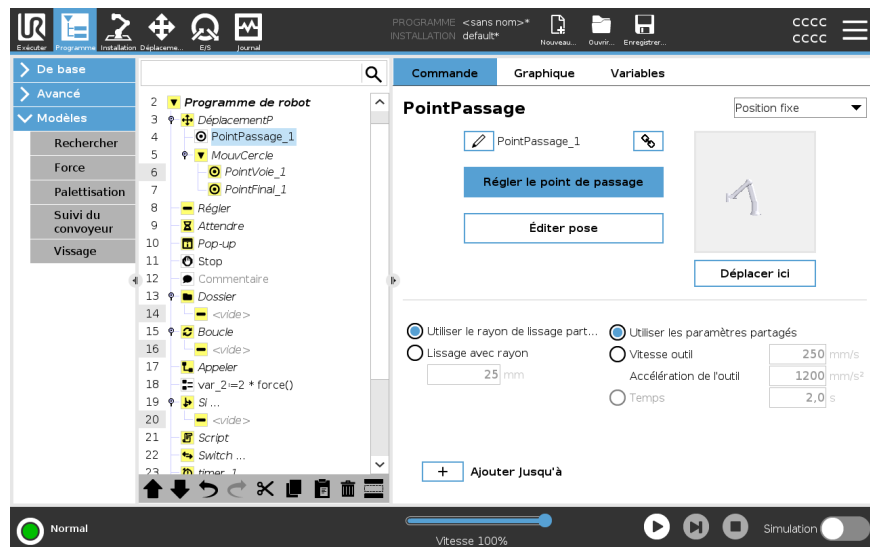 PROGRAMME <sans nom>*
INSTALLATION default*
Exécuter
Programme
Installation
Déplaceme...
E/S
Journal
Nouveau...
Ouvrir...
Enregistrer...
CCCC
CCCC
De base
Avancé
Modèles
Rechercher
Force
Palettisation
Suivi du
convoyeur
Vissage
2 Programme de robot
3 DéplacementP
4 PointPassage_1
5 MouvCercle
6 PointVoie_1
7 PointFinal_1
8 Régler
9 Attendre
10 Pop-up
11 Stop
12 Commentaire
13 Dossier
14 <vide>
15 Boucle
16 <vide>
17 Appeler
18 var_2≔2 * force()
19 Si ...
20 <vide>
21 Script
22 Switch ...
23 timer_1
Commande
Graphique
Variables
PointPassage
Position fixe
PointPassage_1
Régler le point de passage
Éditer pose
Déplacer ici
Utiliser le rayon de lissage part...
Lissage avec rayon
25 mm
Utiliser les paramètres partagés
Vitesse outil 250 mm/s
Accélération de l'outil 1200 mm/s²
Temps 2,0 s
+ Ajouter Jusqu'à
Normal
Vitesse 100%
Simulation